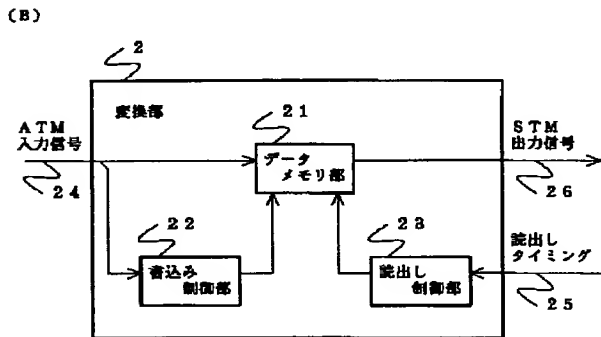 (B)
2
変換部
21
ATM
入力信号
データ
メモリ部
STM
出力信号
24
26
22
23
書込み
制御部
読出し
制御部
読出し
タイミング
25